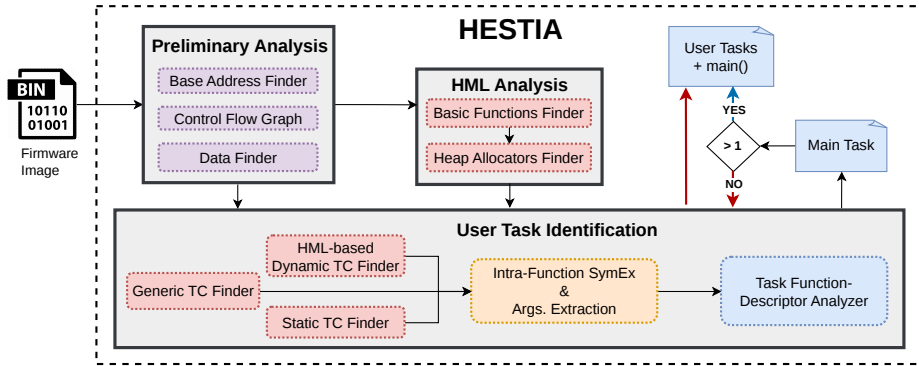 HESTIA
BIN
10110
01001
Firmware
Image
Preliminary Analysis
Base Address Finder
Control Flow Graph
Data Finder
HML Analysis
Basic Functions Finder
Heap Allocators Finder
User Tasks
+ main()
YES
> 1
NO
Main Task
User Task Identification
HML-based
Dynamic TC Finder
Generic TC Finder
Static TC Finder
Intra-Function SymEx
&
Args. Extraction
Task Function-
Descriptor Analyzer